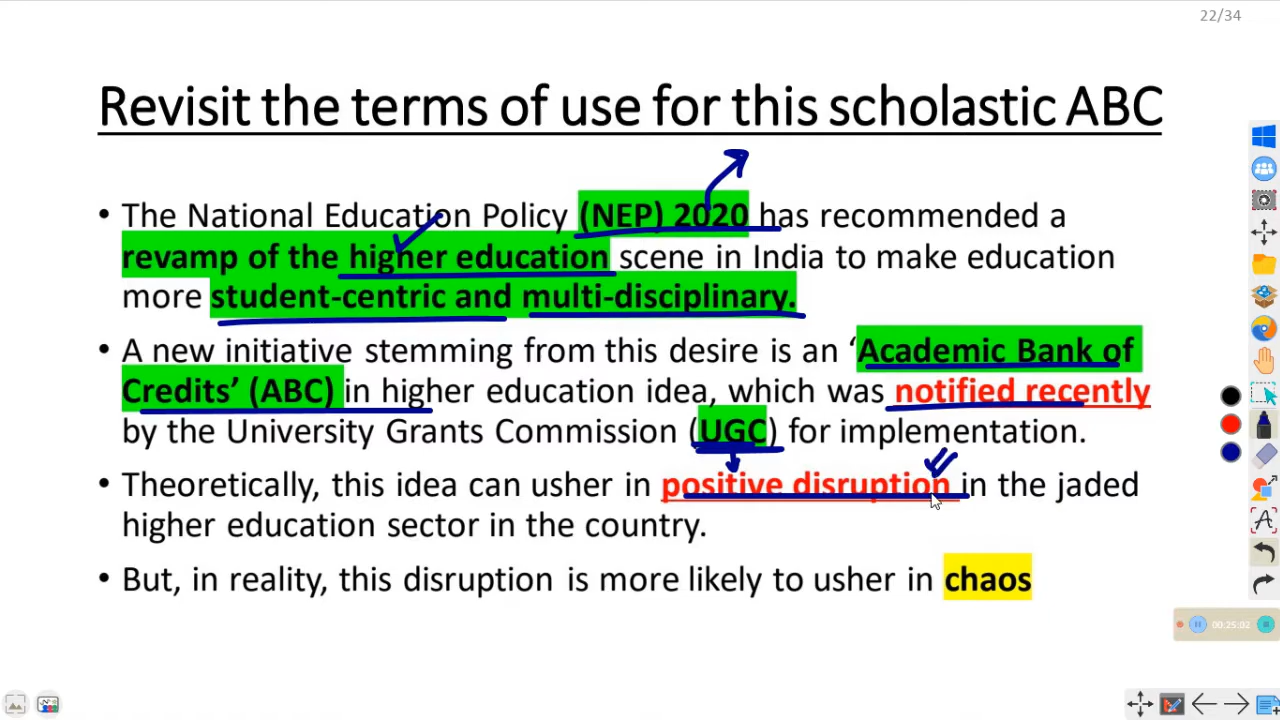 22/34
Revisit the terms of use for this scholastic ABC
• The National Education Policy (NEP) 2020 has recommended a
revamp of the higher education scene in India to make education
more student-centric and multi-disciplinary.
• A new initiative stemming from this desire is an ‘Academic Bank of
Credits’ (ABC) in higher education idea, which was notified recently
by the University Grants Commission (UGC) for implementation.
• Theoretically, this idea can usher in positive disruption in the jaded
higher education sector in the country.
• But, in reality, this disruption is more likely to usher in chaos
00:25:02